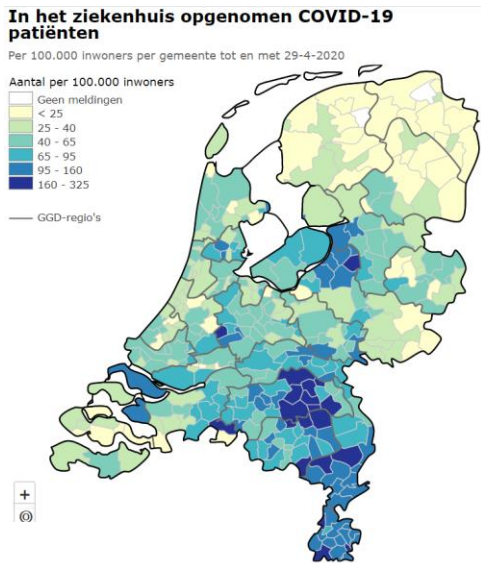 In het ziekenhuis opgenomen COVID-19
patiënten
Per 100.000 inwoners per gemeente tot en met 29-4-2020
Aantal per 100.000 inwoners
Geen meldingen
< 25
25 - 40
40 - 65
65 - 95
95 - 160
160 - 325
GGD-regio's
+